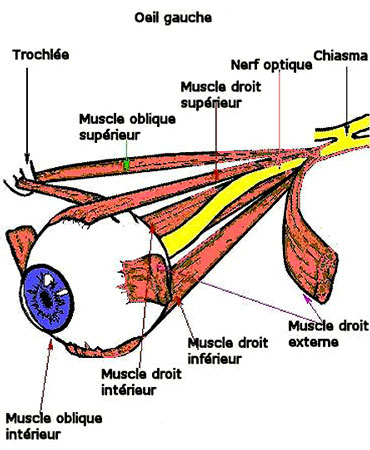 Oeil gauche
Trochlée
Chiasma
Nerf optique
Muscle droit
supérieur
Muscle oblique
supérieur
Muscle droit
externe
Muscle droit
inférieur
Muscle droit
intérieur
Muscle oblique
intérieur